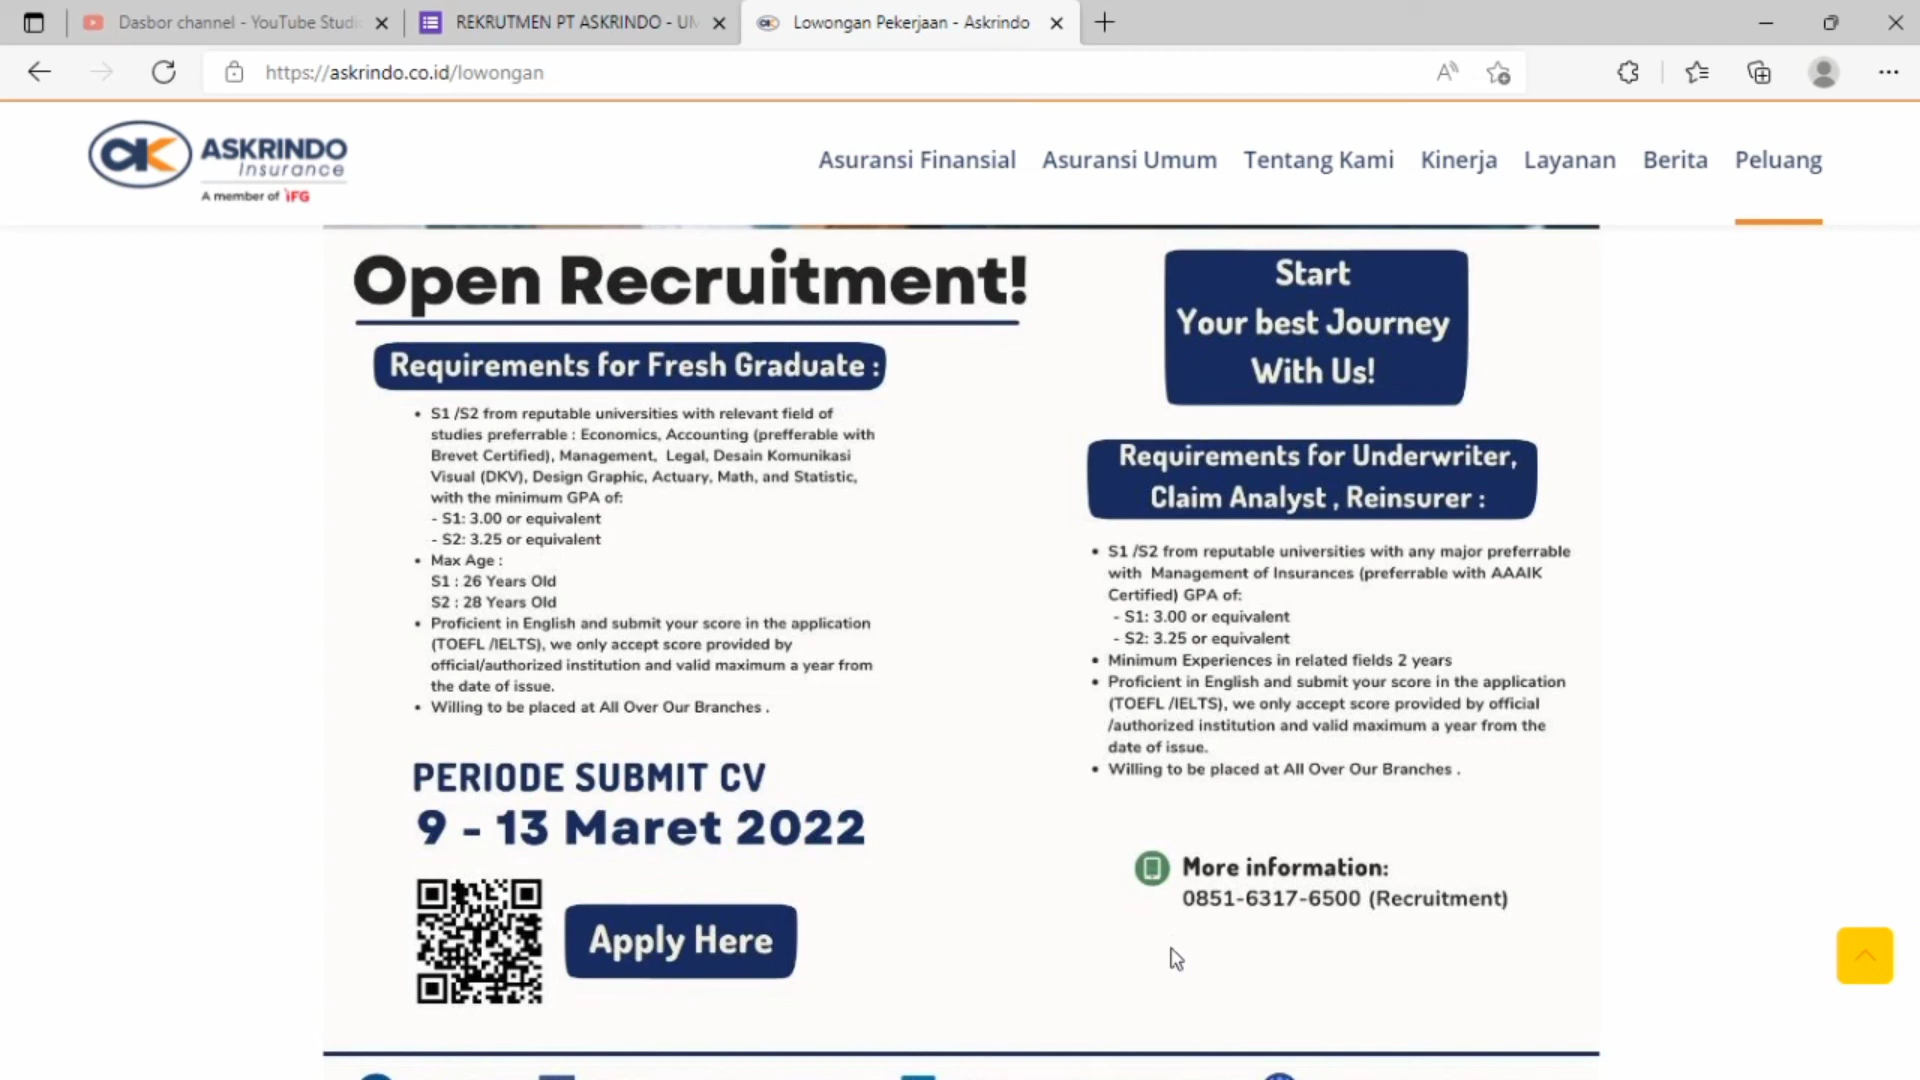 Dasbor channel - YouTube Studi
REKRUTMEN PT ASKRINDO - UM
Lowongan Pekerjaan - Askrindo
https://askrindo.co.id/lowongan
ASKRINDO
Insurance
A member of IFG
Asuransi Finansial
Asuransi Umum
Tentang Kami
Kinerja
Layanan
Berita
Peluang
Open Recruitment!
Requirements for Fresh Graduate :
• S1 /S2 from reputable universities with relevant field of
studies preferrable : Economics, Accounting (prefferable with
Brevet Certified), Management, Legal, Desain Komunikasi
Visual (DKV), Design Graphic, Actuary, Math, and Statistic,
with the minimum GPA of:
- S1: 3.00 or equivalent
- S2: 3.25 or equivalent
• Max Age :
S1 : 26 Years Old
S2 : 28 Years Old
• Proficient in English and submit your score in the application
(TOEFL /IELTS), we only accept score provided by
official/authorized institution and valid maximum a year from
the date of issue.
• Willing to be placed at All Over Our Branches .
PERIODE SUBMIT CV
9 - 13 Maret 2022
Apply Here
Start
Your best Journey
With Us!
Requirements for Underwriter,
Claim Analyst , Reinsurer :
• S1 /S2 from reputable universities with any major preferrable
with Management of Insurances (preferrable with AAAIK
Certified) GPA of:
- S1: 3.00 or equivalent
- S2: 3.25 or equivalent
• Minimum Experiences in related fields 2 years
• Proficient in English and submit your score in the application
(TOEFL /IELTS), we only accept score provided by official
/authorized institution and valid maximum a year from the
date of issue.
• Willing to be placed at All Over Our Branches .
More information:
0851-6317-6500 (Recruitment)